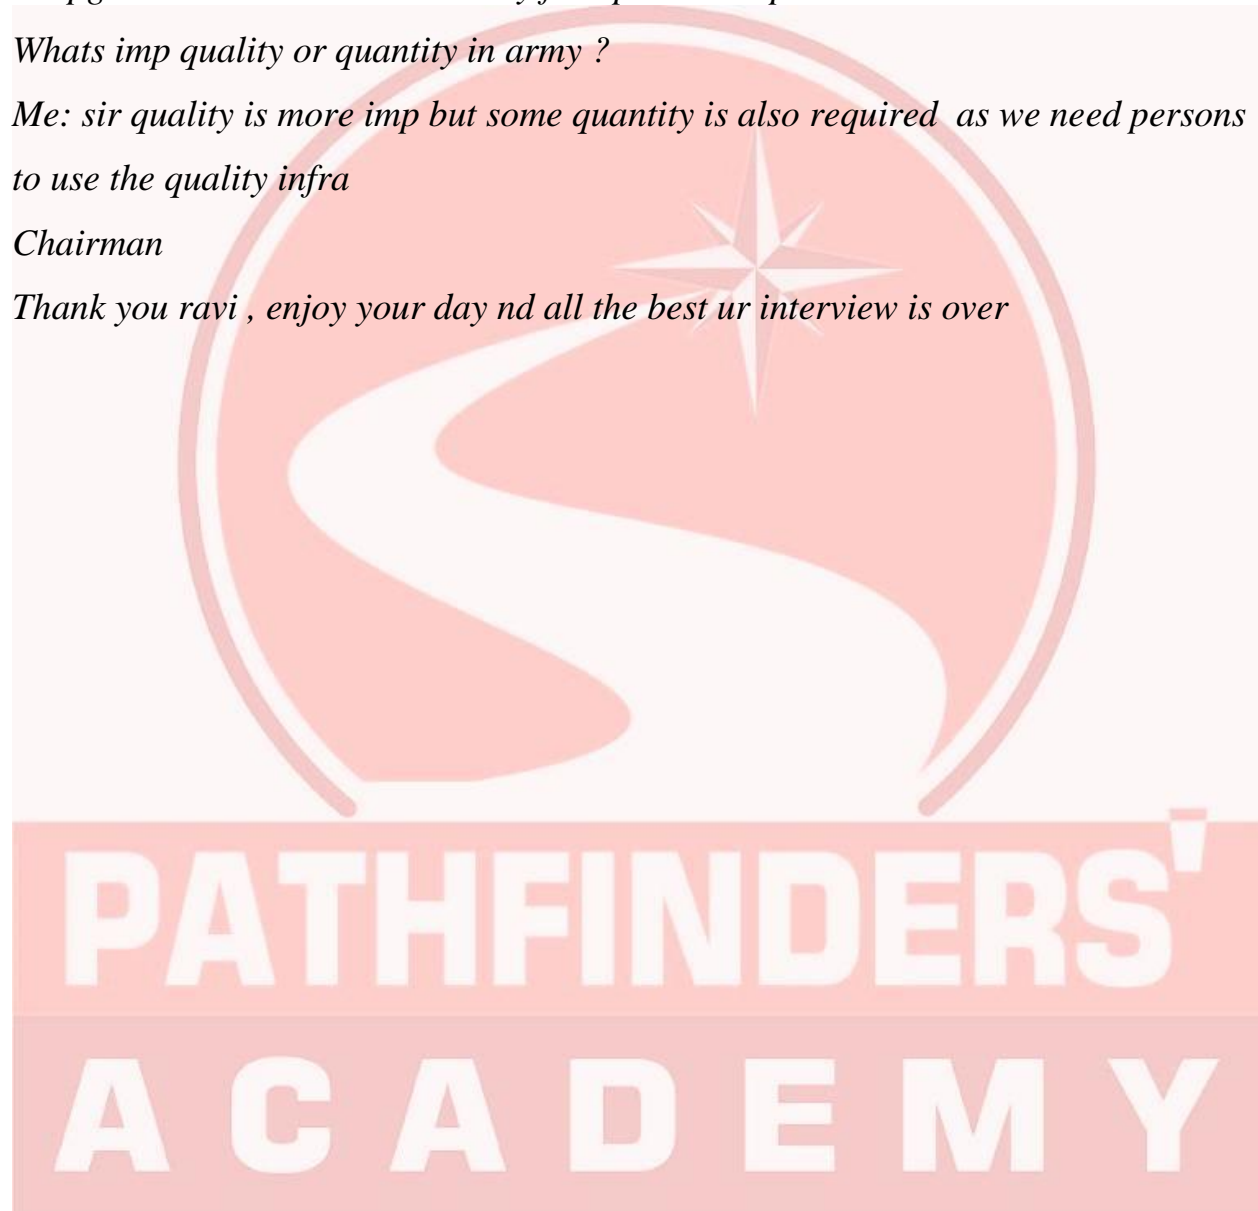 Whats imp quality or quantity in army ?
Me: sir quality is more imp but some quantity is also required as we need persons
to use the quality infra
Chairman
Thank you ravi , enjoy your day nd all the best ur interview is over
PATHFINDERS'
ACADEMY